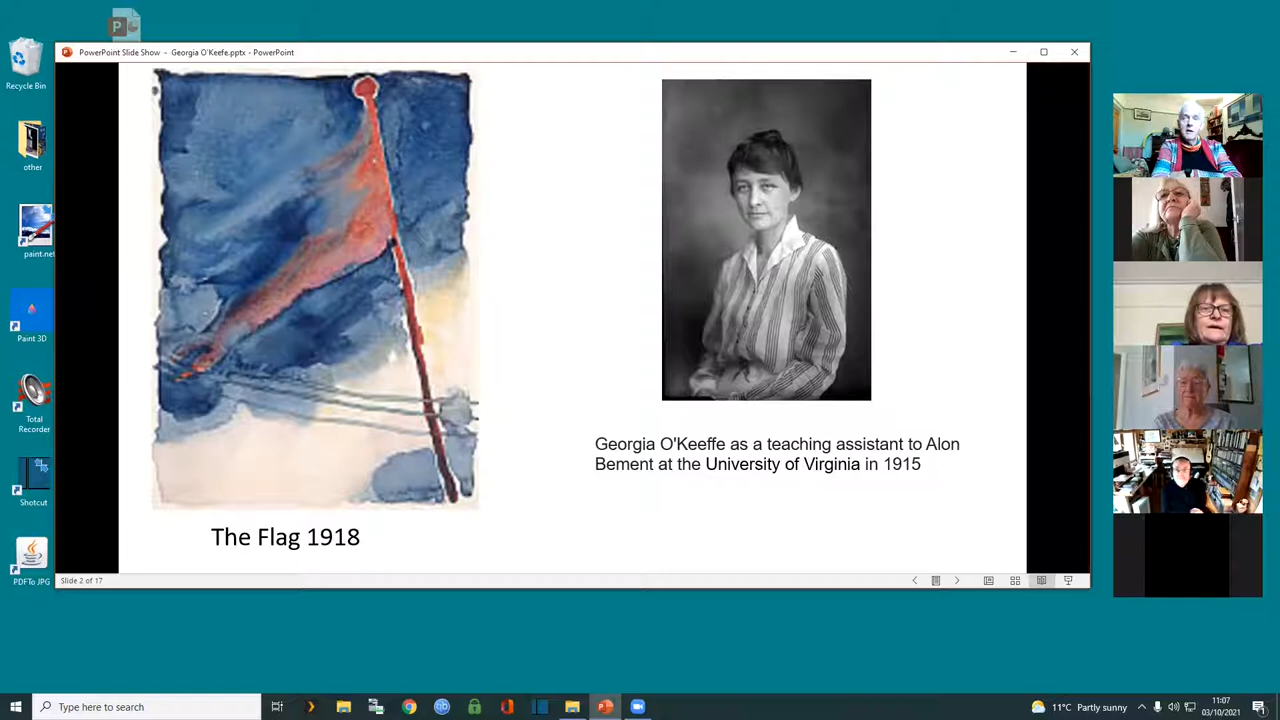 PowerPoint Slide Show - Georgia O'Keefe.pptx - PowerPoint
Recycle Bin
other
paint.net
Paint 3D
Total
Recorder
Shotcut
PDFTo JPG
The Flag 1918
Georgia O'Keeffe as a teaching assistant to Alon
Bement at the University of Virginia in 1915
Slide 2 of 17
Type here to search
11°C Partly sunny
11:07
03/10/2021
1